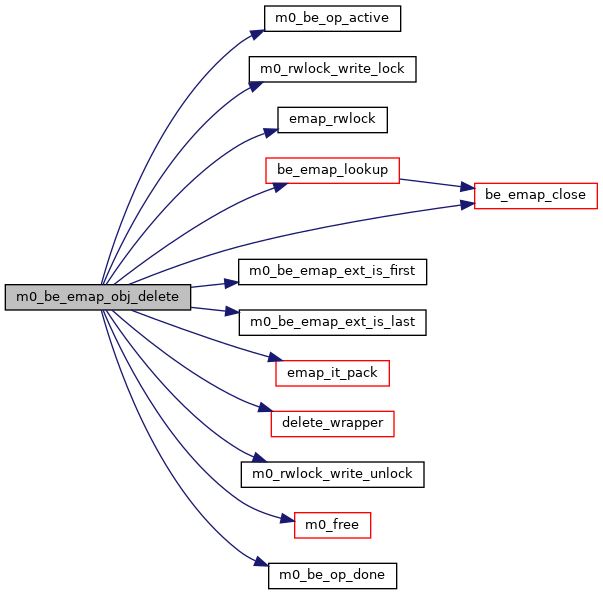 m0_be_op_active
m0_rwlock_write_lock
emap_rwlock
be_emap_lookup
be_emap_close
m0_be_emap_ext_is_first
m0_be_emap_obj_delete
m0_be_emap_ext_is_last
emap_it_pack
delete_wrapper
m0_rwlock_write_unlock
m0_free
m0_be_op_done